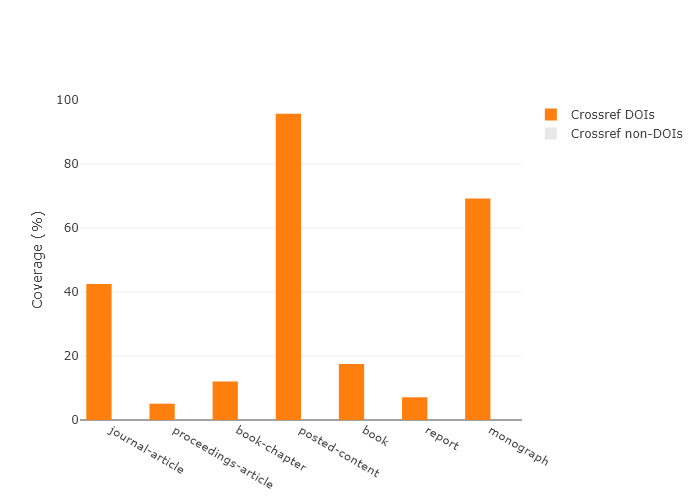 100
80
60
40
20
0
Coverage (%)
journal-article
proceedings-article
book-chapter
posted-content
book
report
monograph
Crossref DOIs
Crossref non-DOIs